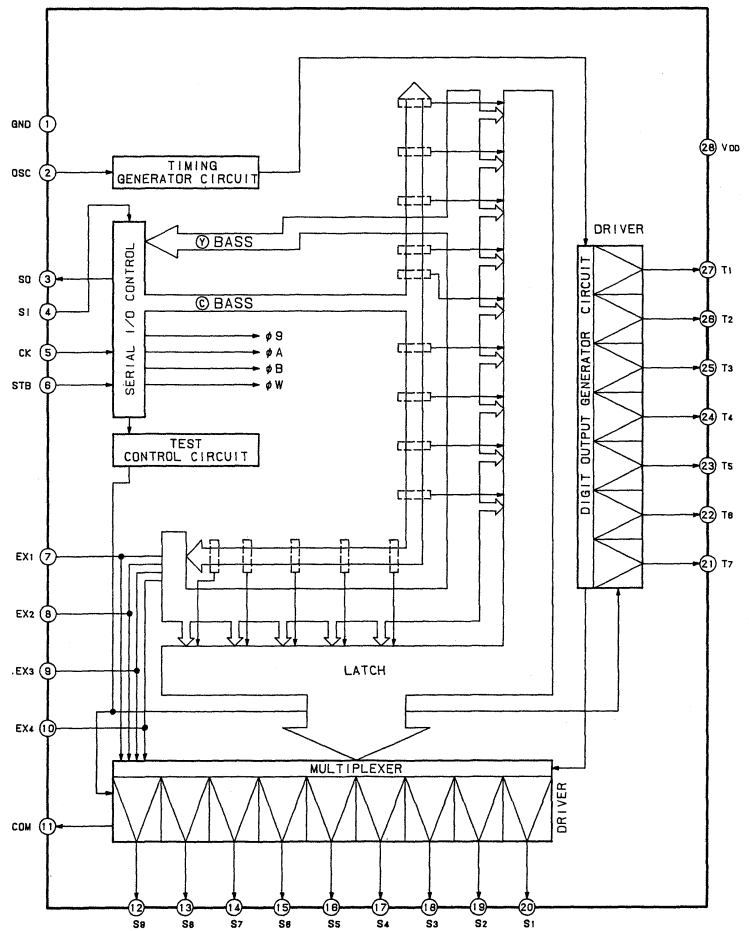 GND 1
28 VDD
OSC 2
TIMING
GENERATOR CIRCUIT
DRIVER
Y BASS
C BASS
SERIAL I/O CONTROL
SO 3
SI 4
CK 5
STB 6
φ9
φA
φB
φW
TEST
CONTROL CIRCUIT
DIGIT OUTPUT GENERATOR CIRCUIT
27 T1
26 T2
25 T3
24 T4
23 T5
22 T6
21 T7
EX1 7
EX2 8
.EX3 9
EX4 10
LATCH
MULTIPLEXER
DRIVER
COM 11
12 13 14 15 16 17 18 19 20
S9 S8 S7 S6 S5 S4 S3 S2 S1